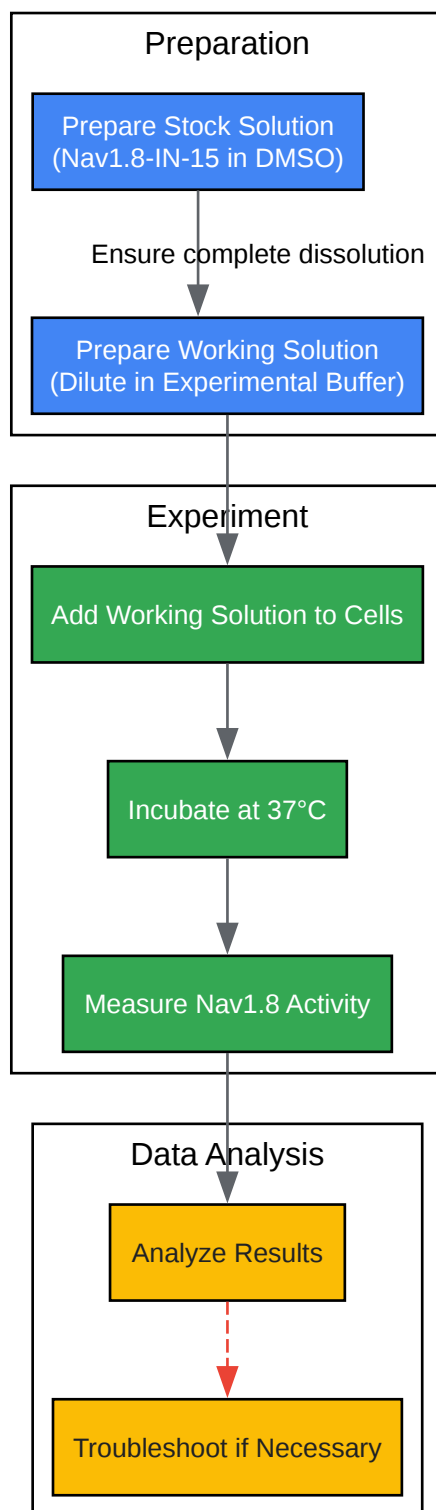 Preparation
Prepare Stock Solution
(Nav1.8-IN-15 in DMSO)
Ensure complete dissolution
Prepare Working Solution
(Dilute in Experimental Buffer)
Experiment
Add Working Solution to Cells
Incubate at 37°C
Measure Nav1.8 Activity
Data Analysis
Analyze Results
Troubleshoot if Necessary